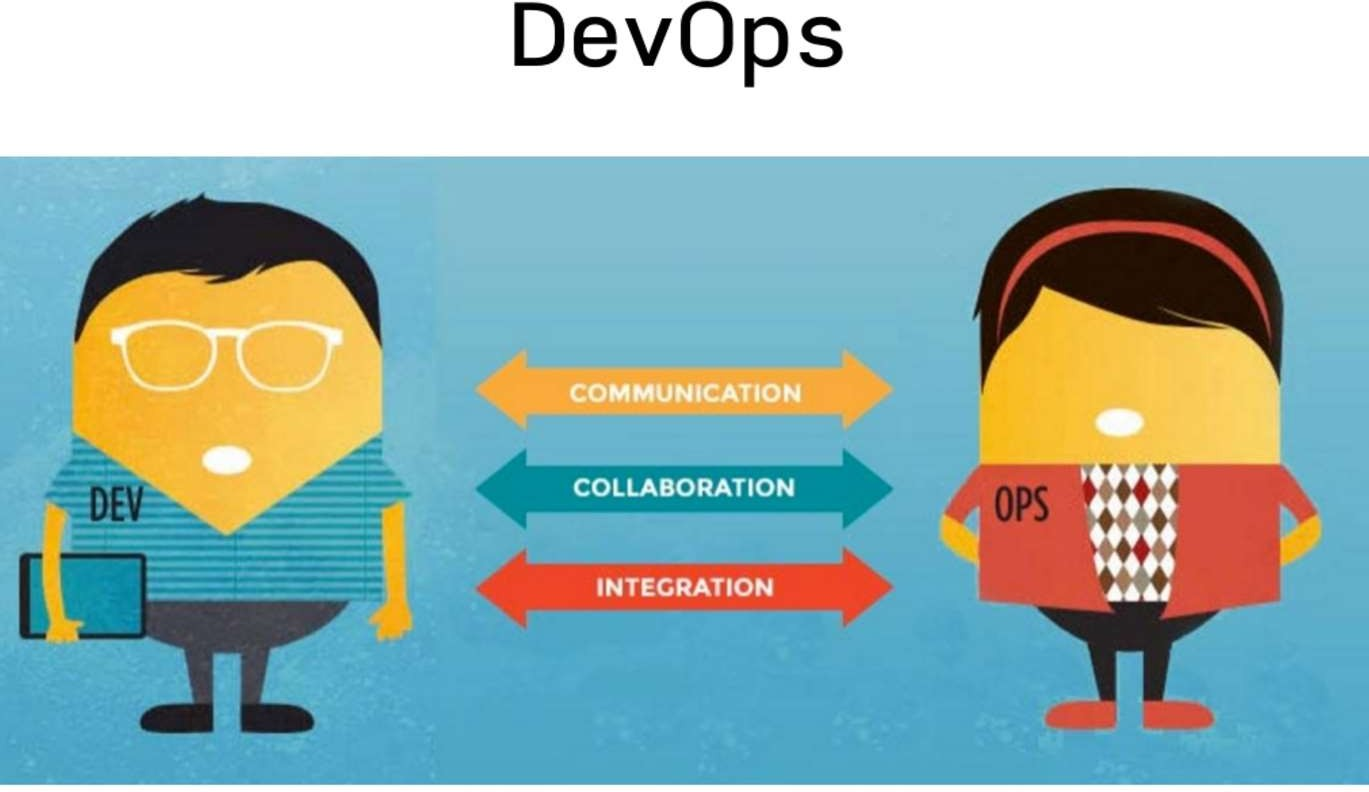 DevOps
COMMUNICATION
COLLABORATION
DEV
OPS
INTEGRATION